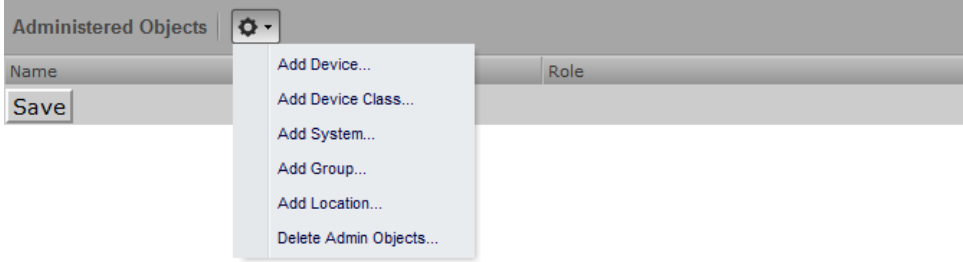 Administered Objects
Name Role
Save
Add Device...
Add Device Class...
Add System...
Add Group...
Add Location...
Delete Admin Objects...